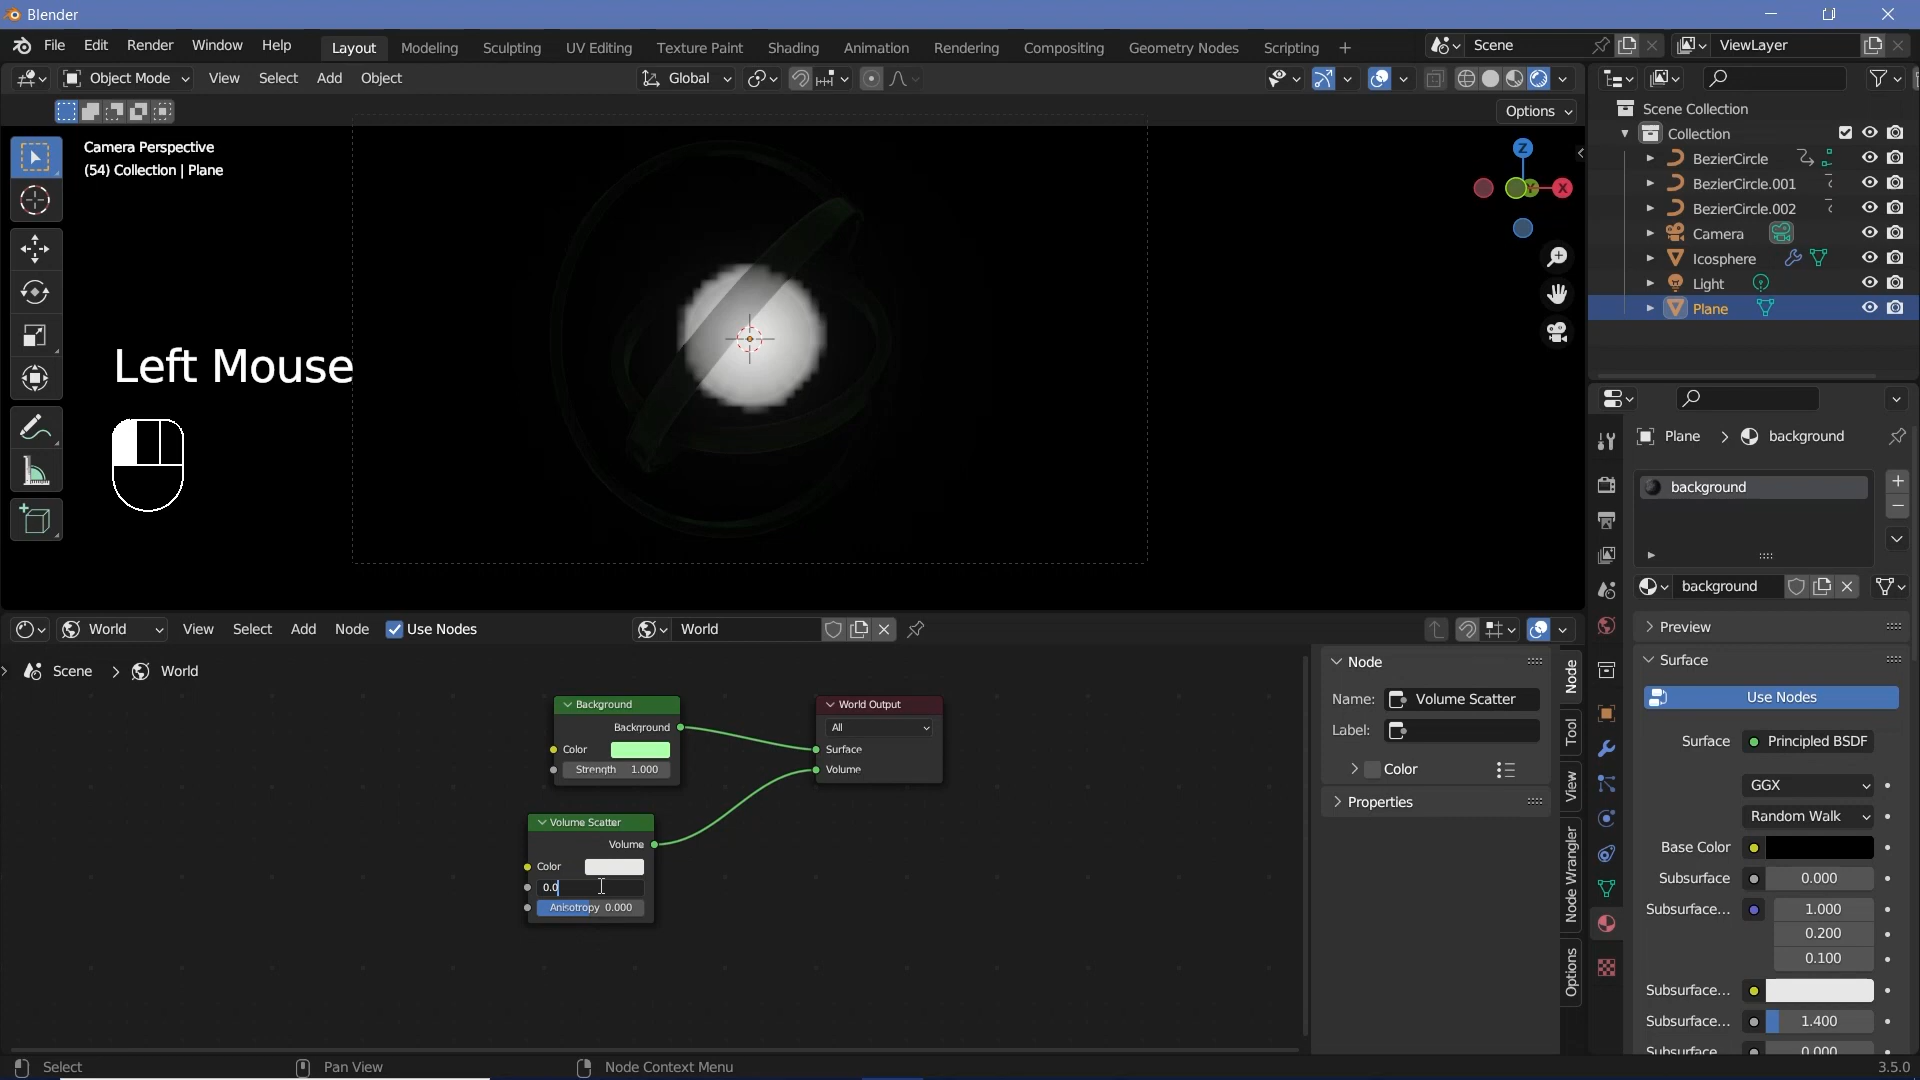 Blender
File Edit Render Window Help Layout Modeling Sculpting UV Editing Texture Paint Shading Animation Rendering Compositing Geometry Nodes Scripting + Scene ViewLayer
Object Mode View Select Add Object Global
Options
Camera Perspective
(54) Collection | Plane
Z
X
Left Mouse
Scene Collection
Collection
BezierCircle
BezierCircle.001
BezierCircle.002
Camera
Icosphere
Light
Plane
Plane > background
background
background
Preview
Surface
Use Nodes
Surface Principled BSDF
GGX
Random Walk
Base Color
Subsurface 0.000
Subsurface... 1.000
0.200
0.100
Subsurface...
Subsurface... 1.400
Subsurface 0.000
World View Select Add Node Use Nodes World
Scene > World
Background
Background
Color
Strength 1.000
World Output
All
Surface
Volume
Volume Scatter
Volume
Color
0.0
Anisotropy 0.000
Node
Name: Volume Scatter
Label:
Color
Properties
Node
Tool
View
Node Wrangler
Options
Select Pan View Node Context Menu 3.5.0